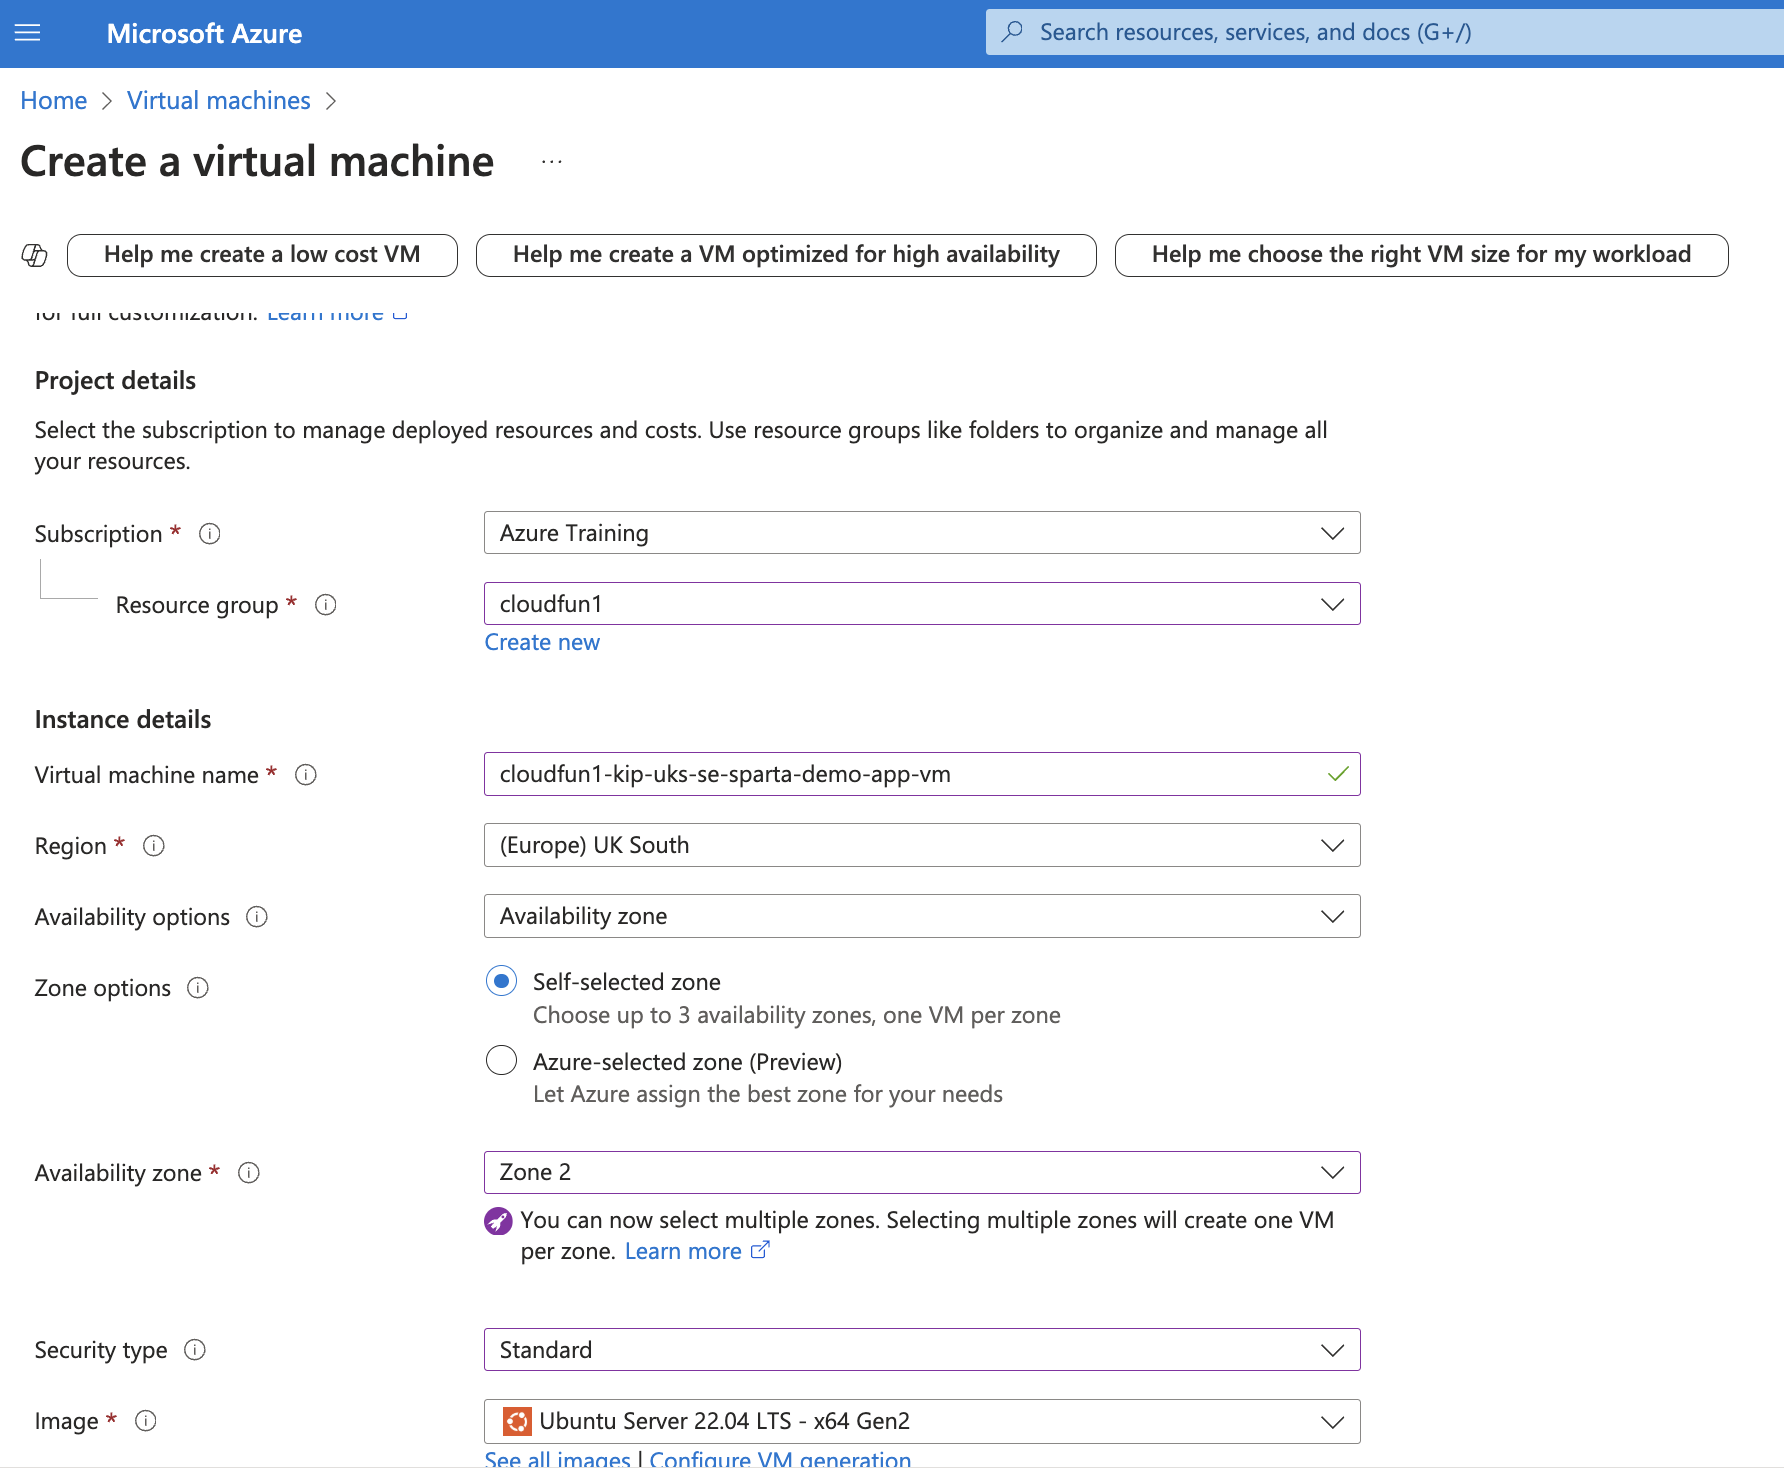 Microsoft Azure
Search resources, services, and docs (G+/)
Home > Virtual machines >
Create a virtual machine ...
Help me create a low cost VM
Help me create a VM optimized for high availability
Help me choose the right VM size for my workload
for full customization. Learn more
Project details
Select the subscription to manage deployed resources and costs. Use resource groups like folders to organize and manage all
your resources.
Subscription *
Azure Training
Resource group *
cloudfun1
Create new
Instance details
Virtual machine name *
cloudfun1-kip-uks-se-sparta-demo-app-vm
Region *
(Europe) UK South
Availability options
Availability zone
Zone options
Self-selected zone
Choose up to 3 availability zones, one VM per zone
Azure-selected zone (Preview)
Let Azure assign the best zone for your needs
Availability zone *
Zone 2
You can now select multiple zones. Selecting multiple zones will create one VM
per zone. Learn more
Security type
Standard
Image *
Ubuntu Server 22.04 LTS - x64 Gen2
See all images | Configure VM generation